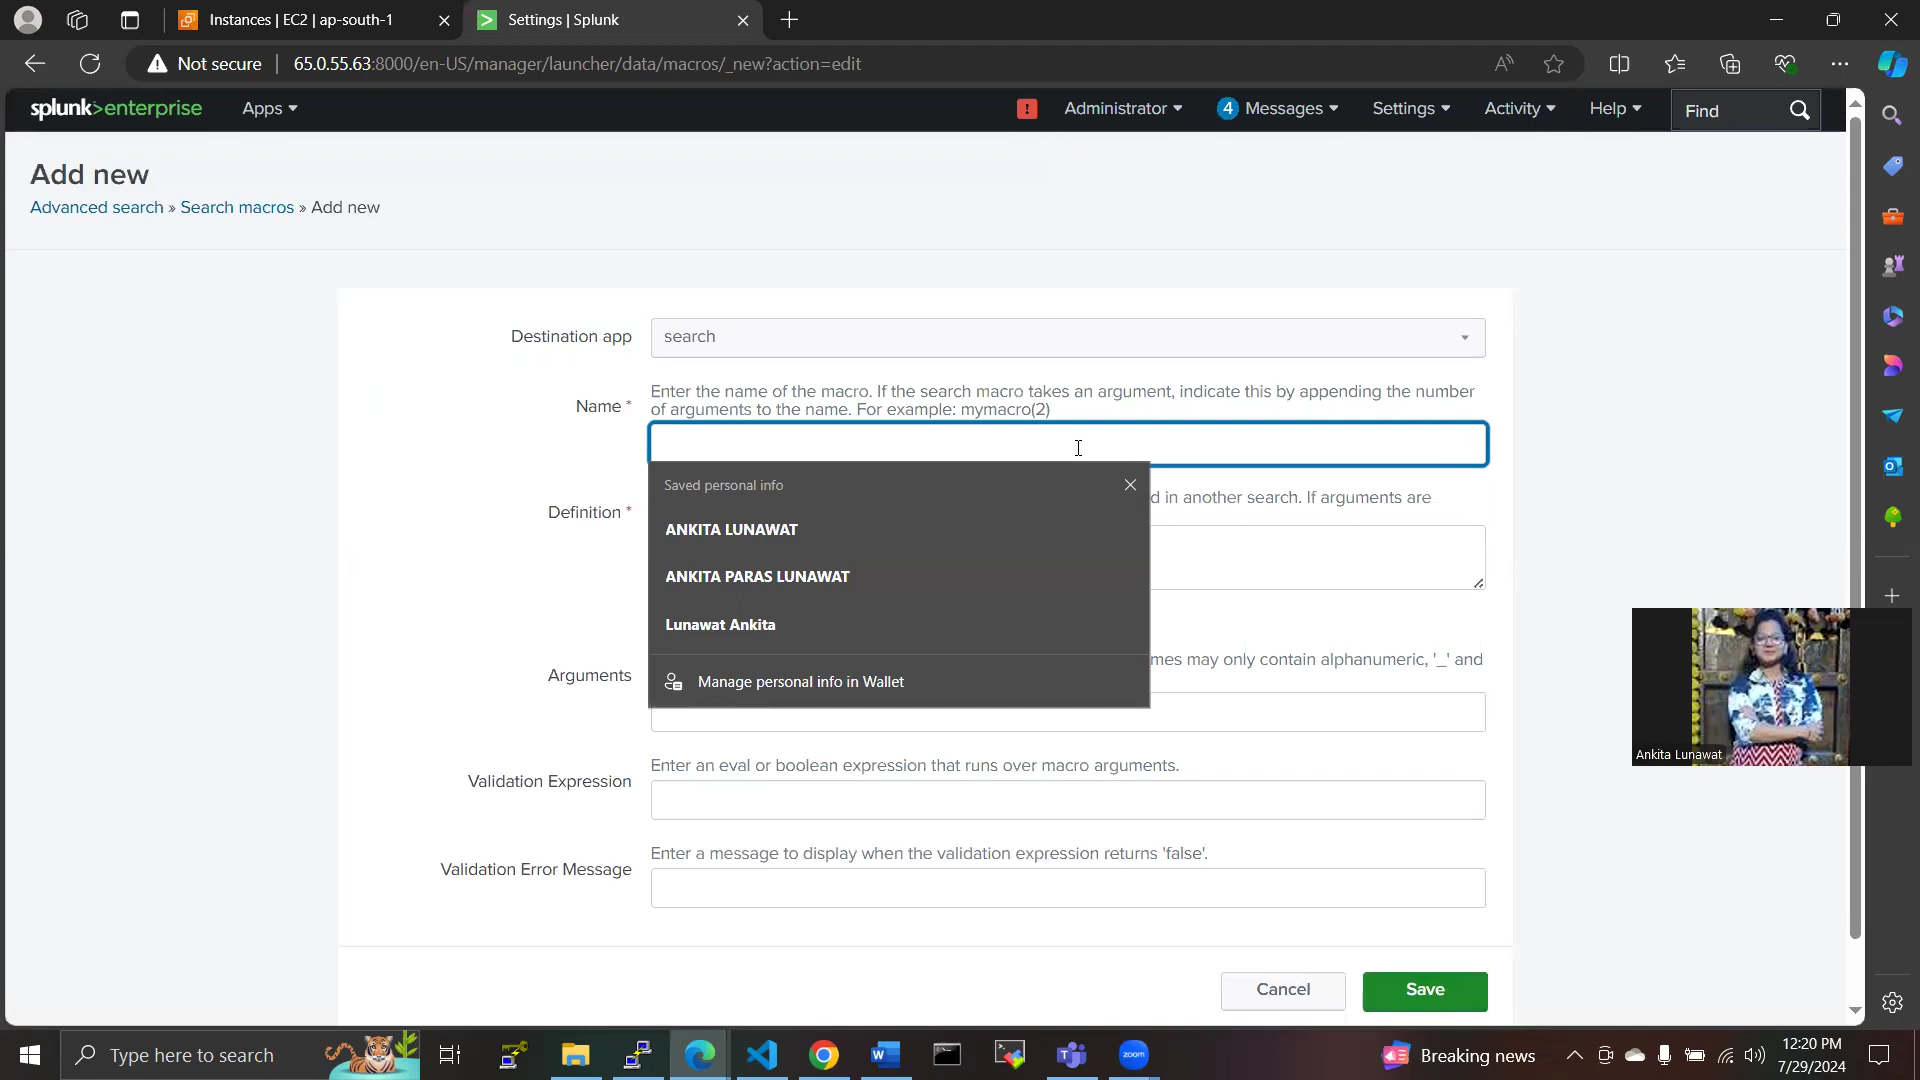 Instances | EC2 | ap-south-1
Settings | Splunk
Not secure
65.0.55.63:8000/en-US/manager/launcher/data/macros/_new?action=edit
splunk>enterprise
Apps
!
Administrator
4
Messages
Settings
Activity
Help
Find
Add new
Advanced search » Search macros » Add new
Destination app
search
Enter the name of the macro. If the search macro takes an argument, indicate this by appending the number
of arguments to the name. For example: mymacro(2)
Name *
Saved personal info
ANKITA LUNAWAT
ANKITA PARAS LUNAWAT
Lunawat Ankita
Manage personal info in Wallet
d in another search. If arguments are
Definition *
mes may only contain alphanumeric, '_' and
Arguments
Enter an eval or boolean expression that runs over macro arguments.
Validation Expression
Enter a message to display when the validation expression returns 'false'.
Validation Error Message
Cancel
Save
Ankita Lunawat
Type here to search
zoom
Breaking news
12:20 PM
7/29/2024